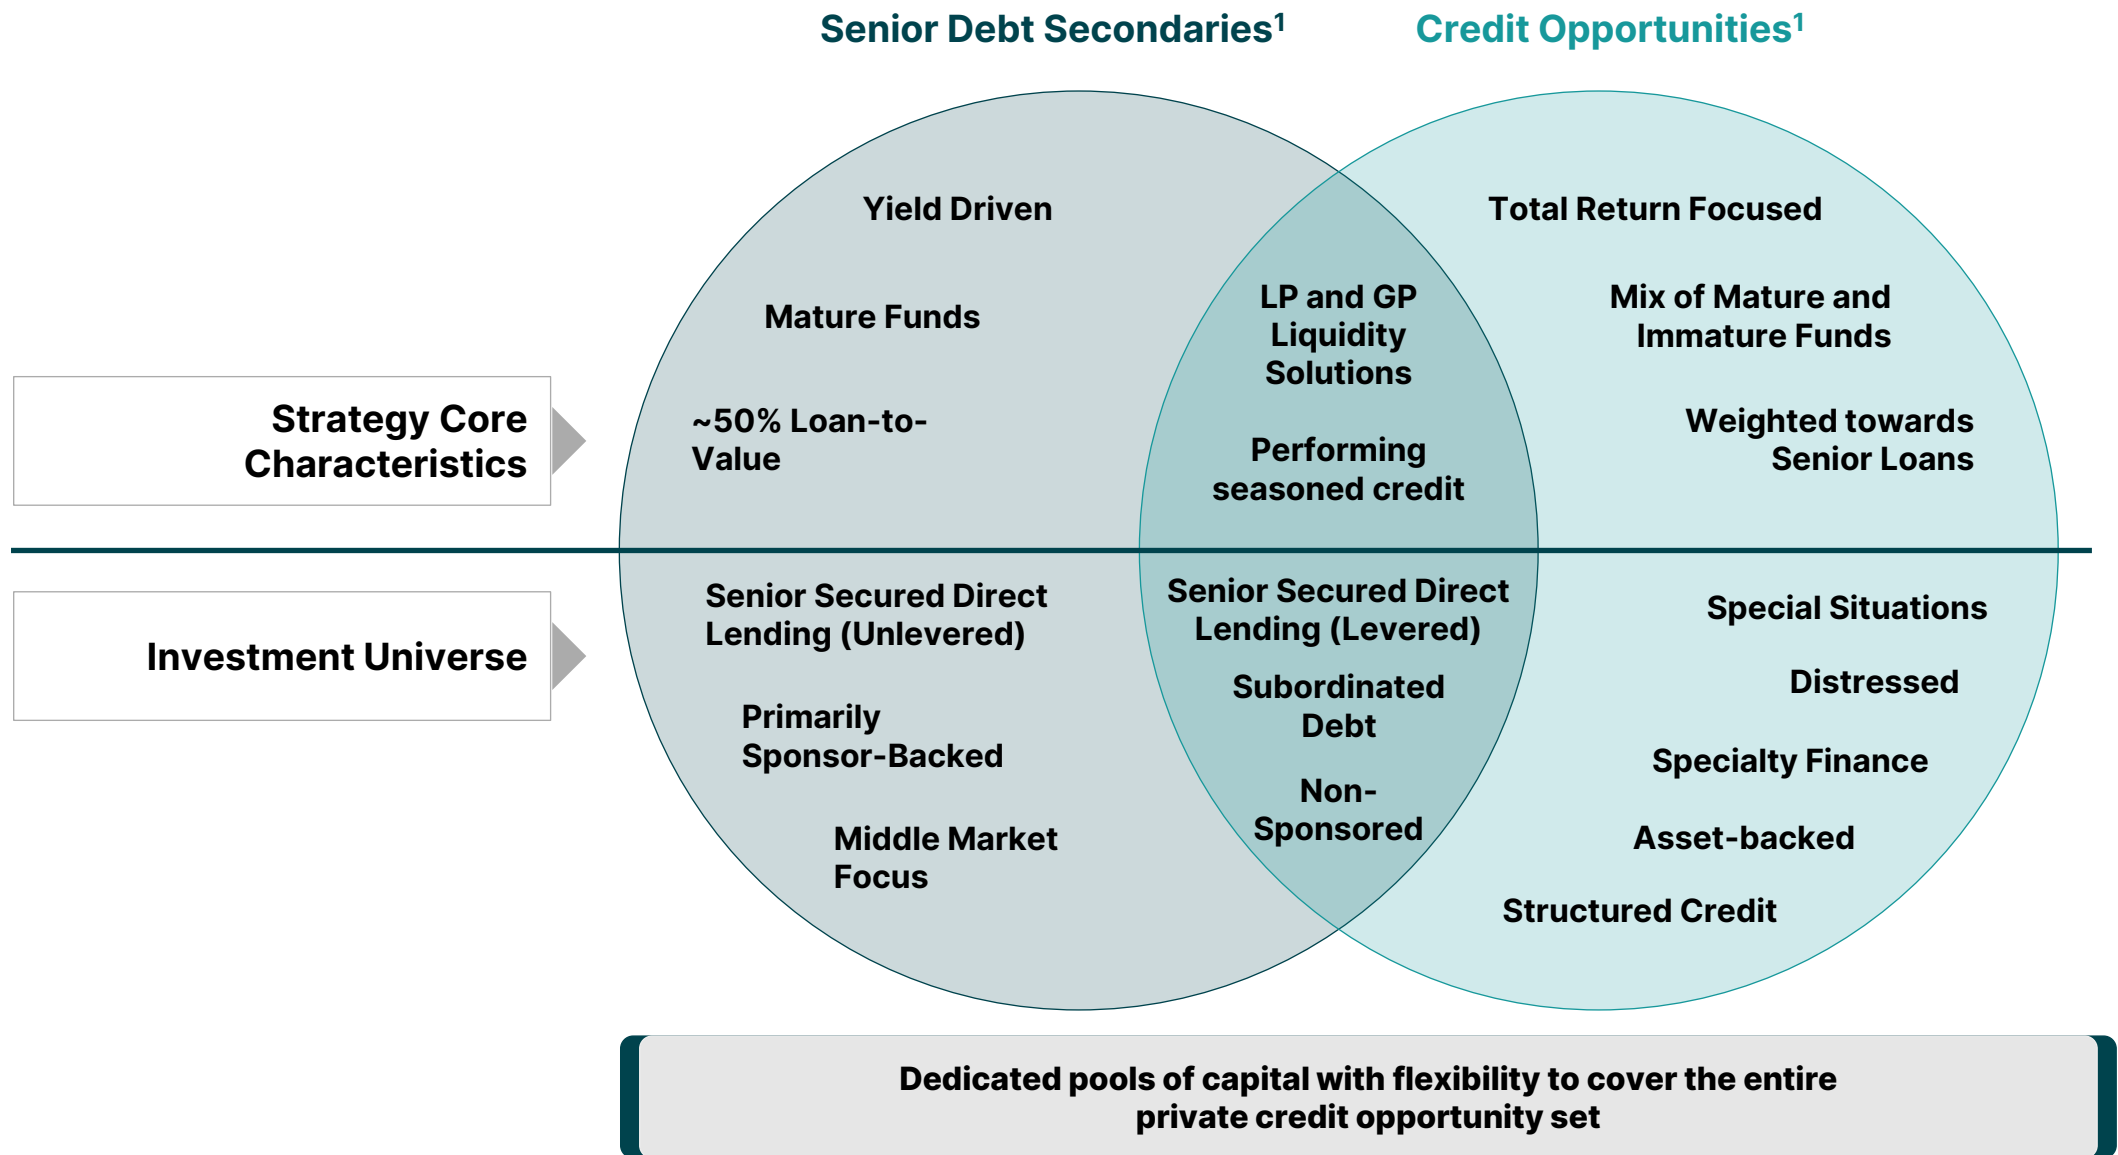 Senior Debt Secondaries¹
Credit Opportunities¹
Strategy Core
Characteristics
Yield Driven
Mature Funds
~50% Loan-to-
Value
LP and GP
Liquidity
Solutions
Performing
seasoned credit
Total Return Focused
Mix of Mature and
Immature Funds
Weighted towards
Senior Loans
Investment Universe
Senior Secured Direct
Lending (Unlevered)
Primarily
Sponsor-Backed
Middle Market
Focus
Senior Secured Direct
Lending (Levered)
Subordinated
Debt
Non-
Sponsored
Special Situations
Distressed
Specialty Finance
Asset-backed
Structured Credit
Dedicated pools of capital with flexibility to cover the entire
private credit opportunity set